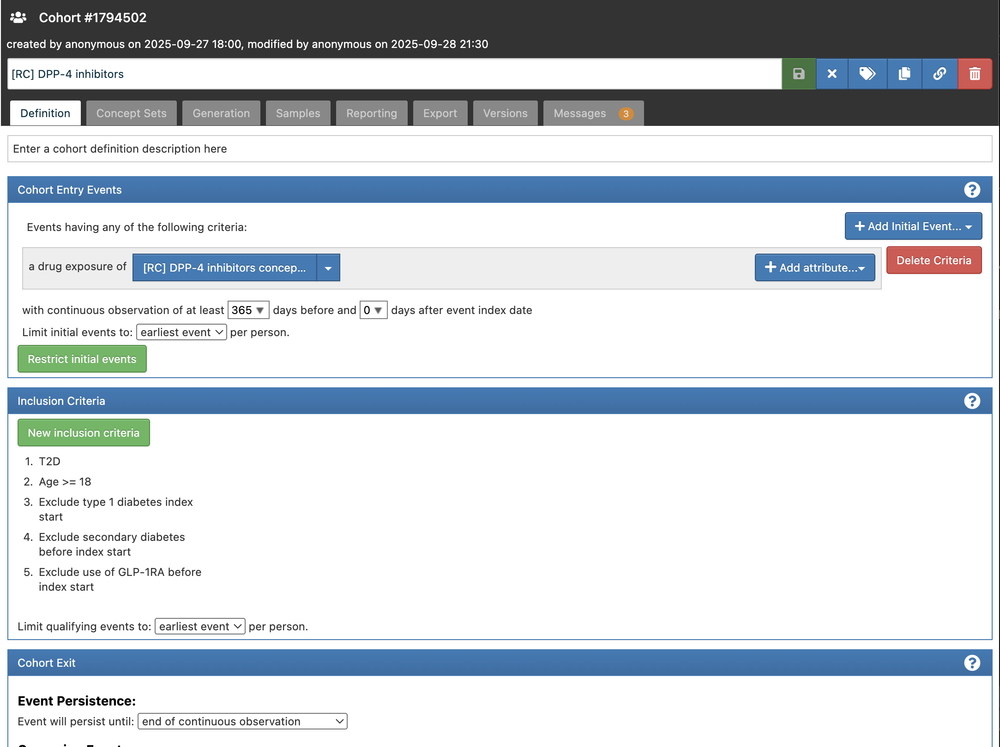 Cohort #1794502
created by anonymous on 2025-09-27 18:00, modified by anonymous on 2025-09-28 21:30
[RC] DPP-4 inhibitors
Definition Concept Sets Generation Samples Reporting Export Versions Messages 3
Enter a cohort definition description here
Cohort Entry Events ?
Events having any of the following criteria: + Add Initial Event...
a drug exposure of [RC] DPP-4 inhibitors concep... + Add attribute... Delete Criteria
with continuous observation of at least 365 days before and 0 days after event index date
Limit initial events to: earliest event per person.
Restrict initial events
Inclusion Criteria ?
New inclusion criteria
1. T2D
2. Age >= 18
3. Exclude type 1 diabetes index
start
4. Exclude secondary diabetes
before index start
5. Exclude use of GLP-1RA before
index start
Limit qualifying events to: earliest event per person.
Cohort Exit ?
Event Persistence:
Event will persist until: end of continuous observation